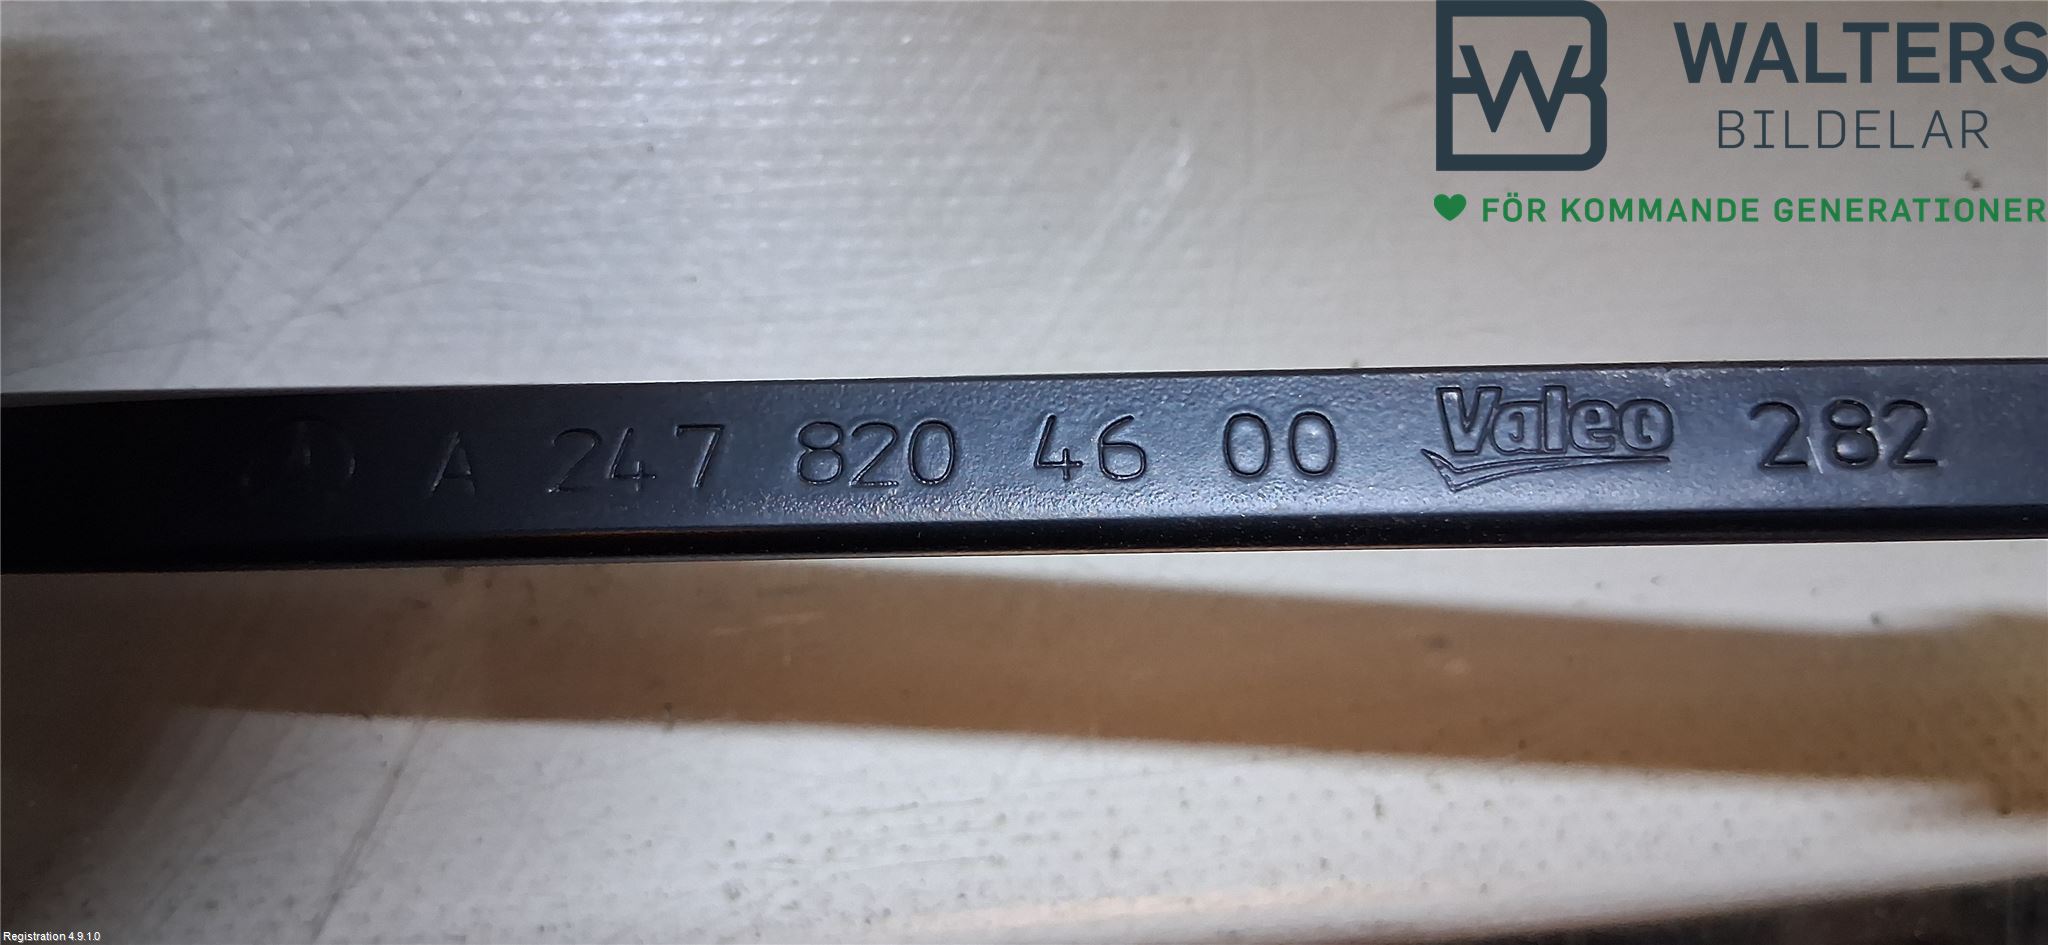 WALTERS
BILDELAR
FÖR KOMMANDE GENERATIONER
A 247 820 46 00 Valeo 282
Registration 4.9.1.0